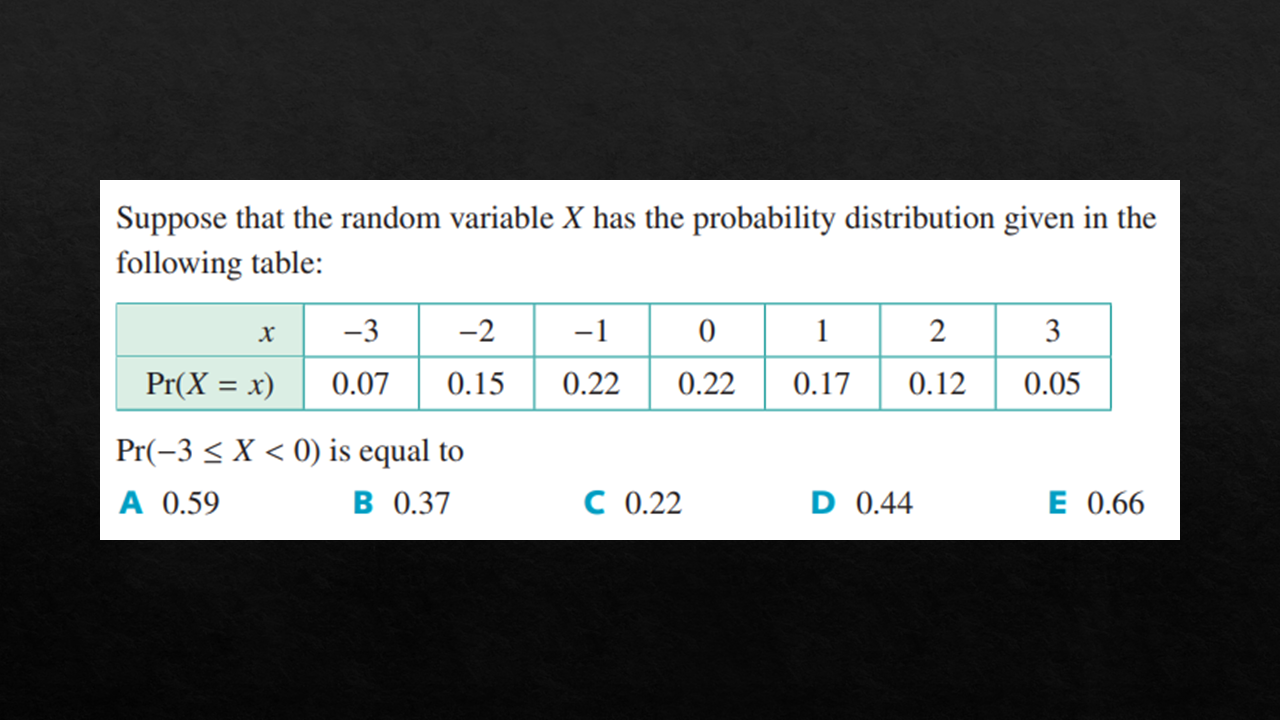 Suppose that the random variable X has the probability distribution given in the
following table:
x −3 −2 −1 0 1 2 3
Pr(X = x) 0.07 0.15 0.22 0.22 0.17 0.12 0.05
Pr(−3 ≤ X < 0) is equal to
A 0.59 B 0.37 C 0.22 D 0.44 E 0.66